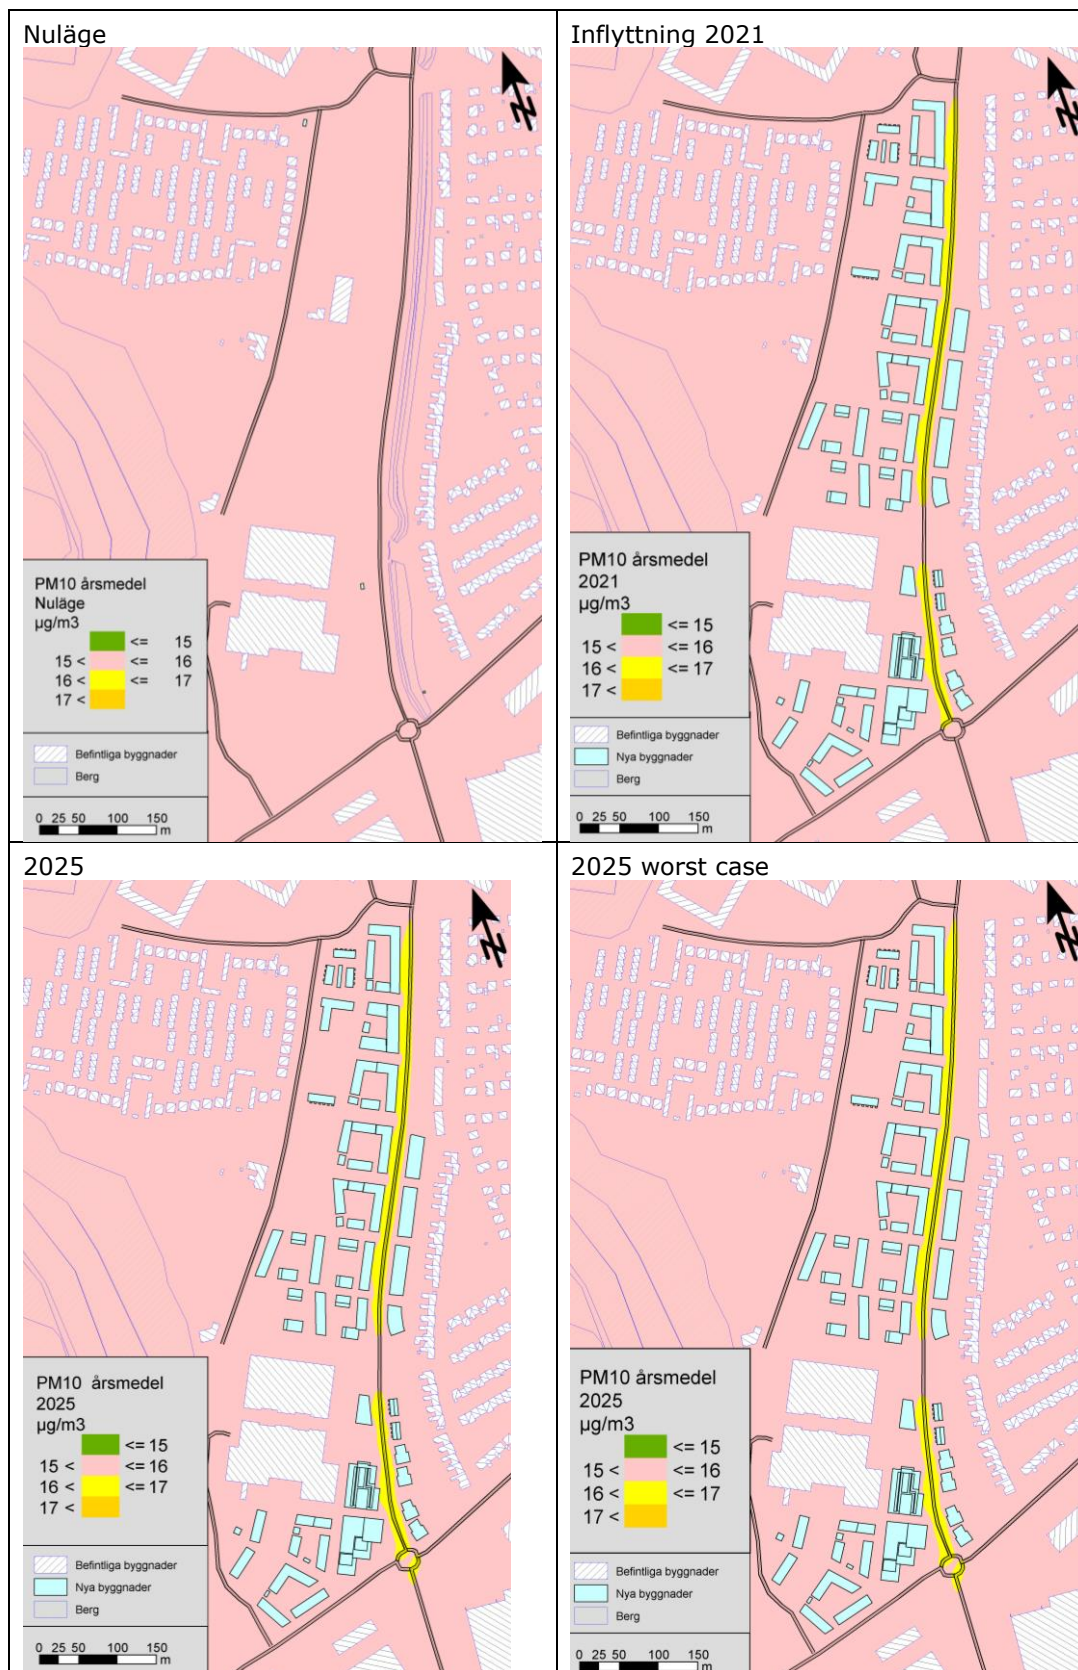 Nuläge
N
PM10 årsmedel
Nuläge
µg/m3
<= 15
15 < <= 16
16 < <= 17
17 <
Befintliga byggnader
Berg
0 25 50 100 150
m
Inflyttning 2021
N
PM10 årsmedel
2021
µg/m3
<= 15
15 < <= 16
16 < <= 17
17 <
Befintliga byggnader
Nya byggnader
Berg
0 25 50 100 150
m
2025
N
PM10 årsmedel
2025
µg/m3
<= 15
15 < <= 16
16 < <= 17
17 <
Befintliga byggnader
Nya byggnader
Berg
0 25 50 100 150
m
2025 worst case
N
PM10 årsmedel
2025
µg/m3
<= 15
15 < <= 16
16 < <= 17
17 <
Befintliga byggnader
Nya byggnader
Berg
0 25 50 100 150
m